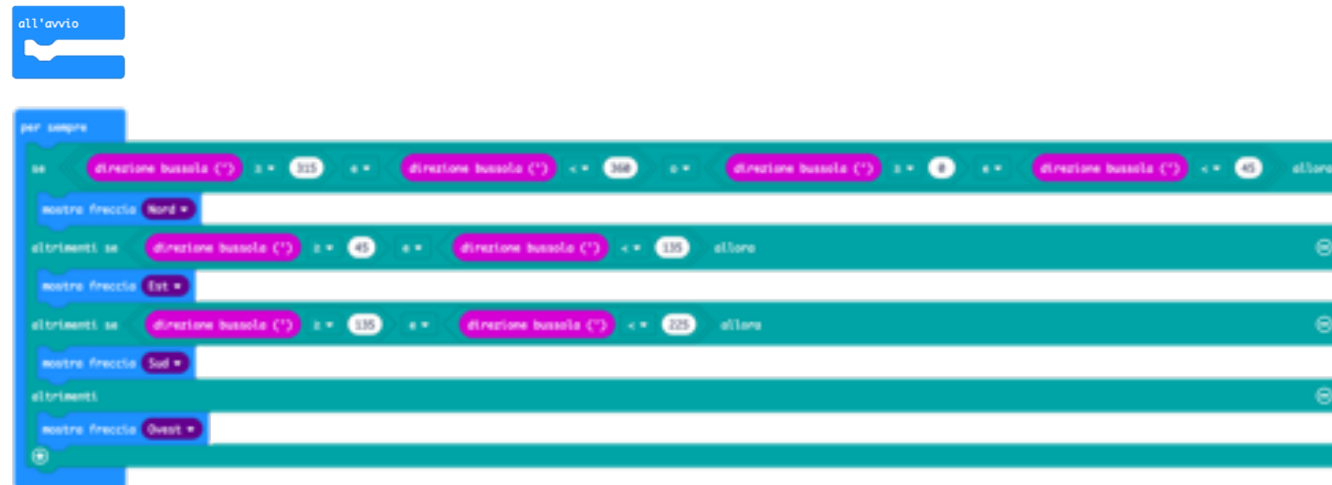 all'avvio
per sempre
se direzione bussola (°) ≥ ▾ 315 e ▾ direzione bussola (°) < ▾ 360 o ▾ direzione bussola (°) ≥ ▾ 0 e ▾ direzione bussola (°) < ▾ 45 allora
mostra freccia Nord ▾
altrimenti se direzione bussola (°) ≥ ▾ 45 e ▾ direzione bussola (°) < ▾ 135 allora
mostra freccia Est ▾
altrimenti se direzione bussola (°) ≥ ▾ 135 e ▾ direzione bussola (°) < ▾ 225 allora
mostra freccia Sud ▾
altrimenti
mostra freccia Ovest ▾